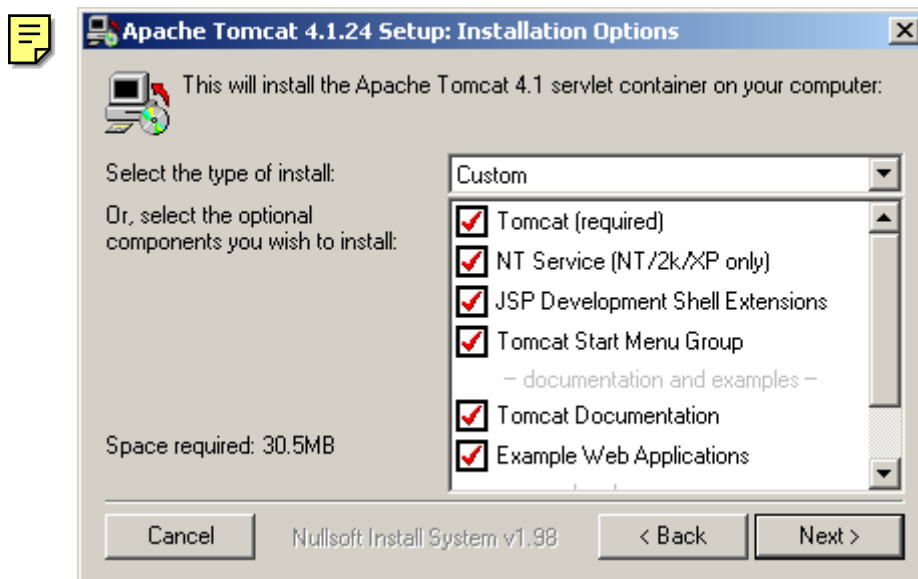 Apache Tomcat 4.1.24 Setup: Installation Options
This will install the Apache Tomcat 4.1 servlet container on your computer:
Select the type of install:
Custom
Or, select the optional
components you wish to install:
Tomcat (required)
NT Service (NT/2k/XP only)
JSP Development Shell Extensions
Tomcat Start Menu Group
– documentation and examples –
Tomcat Documentation
Example Web Applications
Space required: 30.5MB
Cancel
Nullsoft Install System v1.98
< Back
Next >